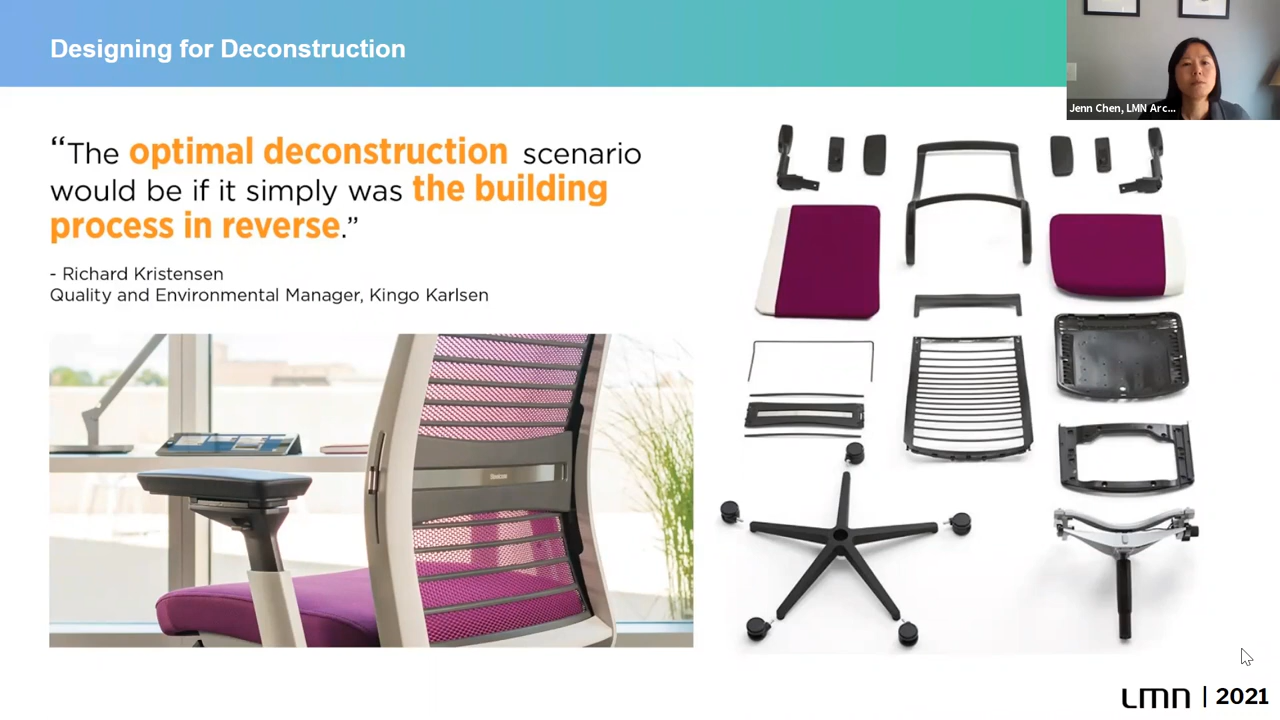 Designing for Deconstruction
Jenn Chen, LMN Arc...
“The optimal deconstruction scenario
would be if it simply was the building
process in reverse.”
- Richard Kristensen
Quality and Environmental Manager, Kingo Karlsen
LMN | 2021